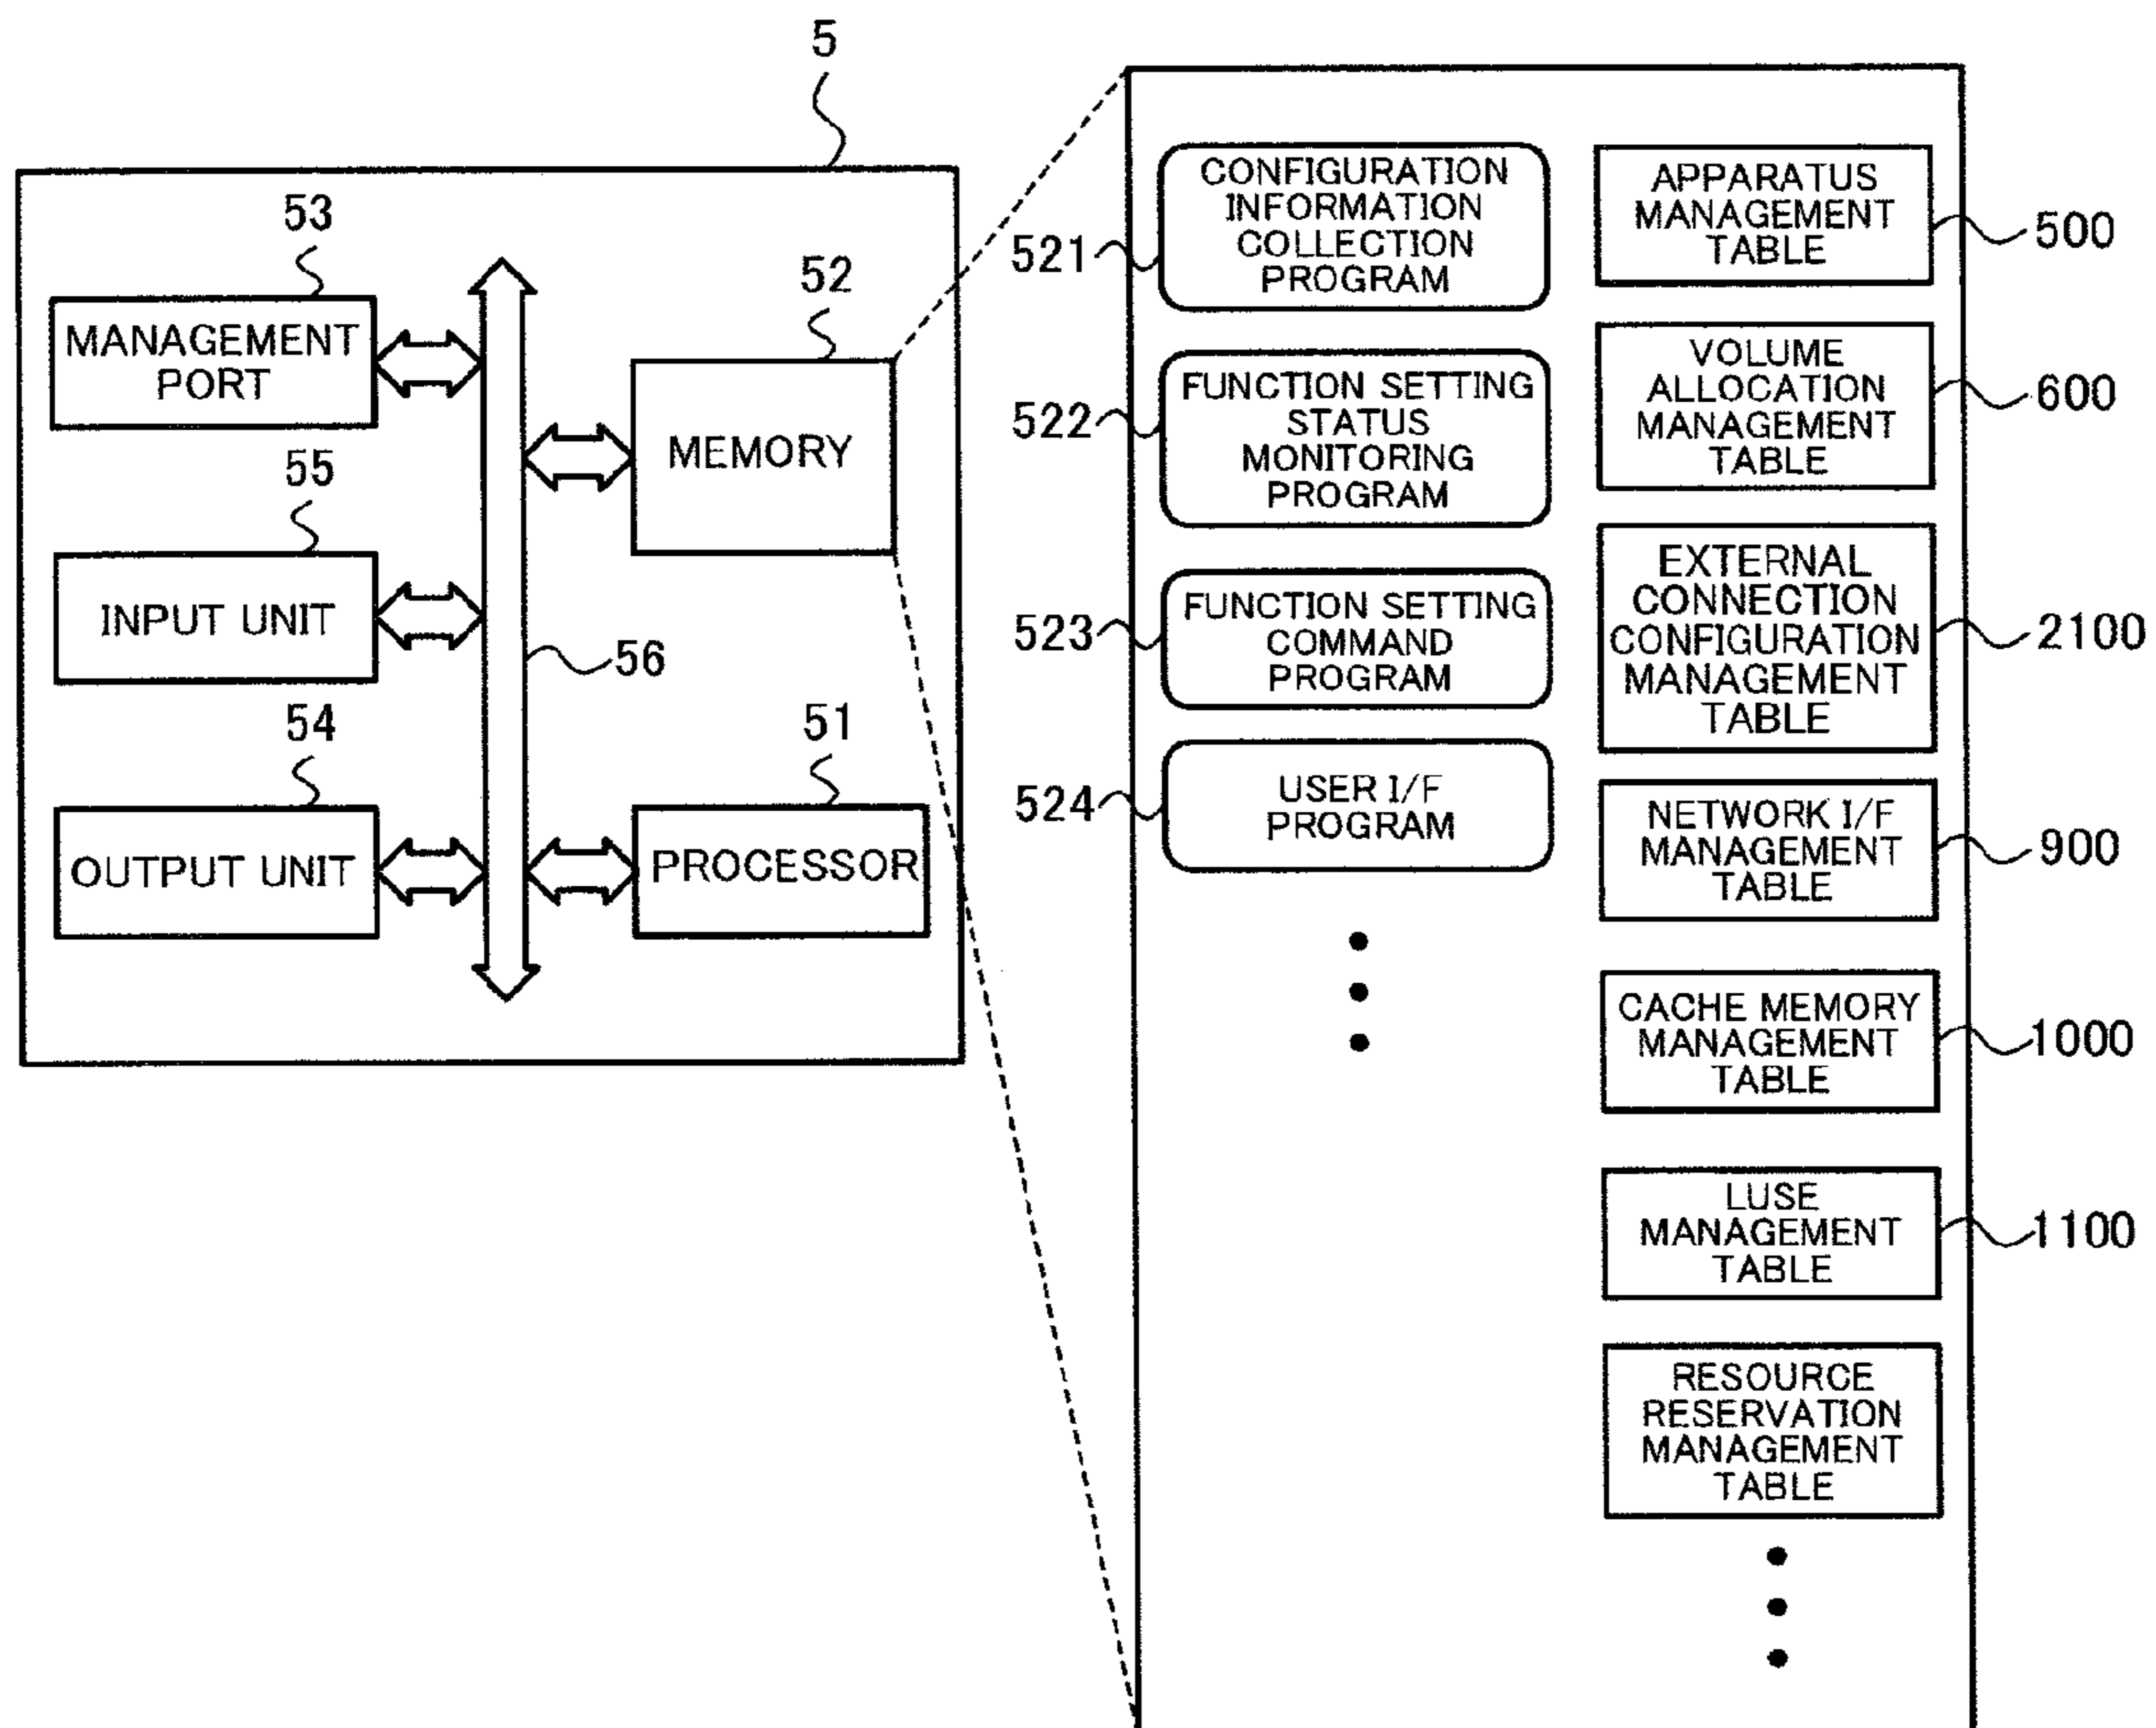 5
53
MANAGEMENT
PORT
52
MEMORY
55
INPUT UNIT
56
54
OUTPUT UNIT
51
PROCESSOR
521
CONFIGURATION
INFORMATION
COLLECTION
PROGRAM
522
FUNCTION SETTING
STATUS
MONITORING
PROGRAM
523
FUNCTION SETTING
COMMAND
PROGRAM
524
USER I/F
PROGRAM
APPARATUS
MANAGEMENT
TABLE
500
VOLUME
ALLOCATION
MANAGEMENT
TABLE
600
EXTERNAL
CONNECTION
CONFIGURATION
MANAGEMENT
TABLE
2100
NETWORK I/F
MANAGEMENT
TABLE
900
CACHE MEMORY
MANAGEMENT
TABLE
1000
LUSE
MANAGEMENT
TABLE
1100
RESOURCE
RESERVATION
MANAGEMENT
TABLE